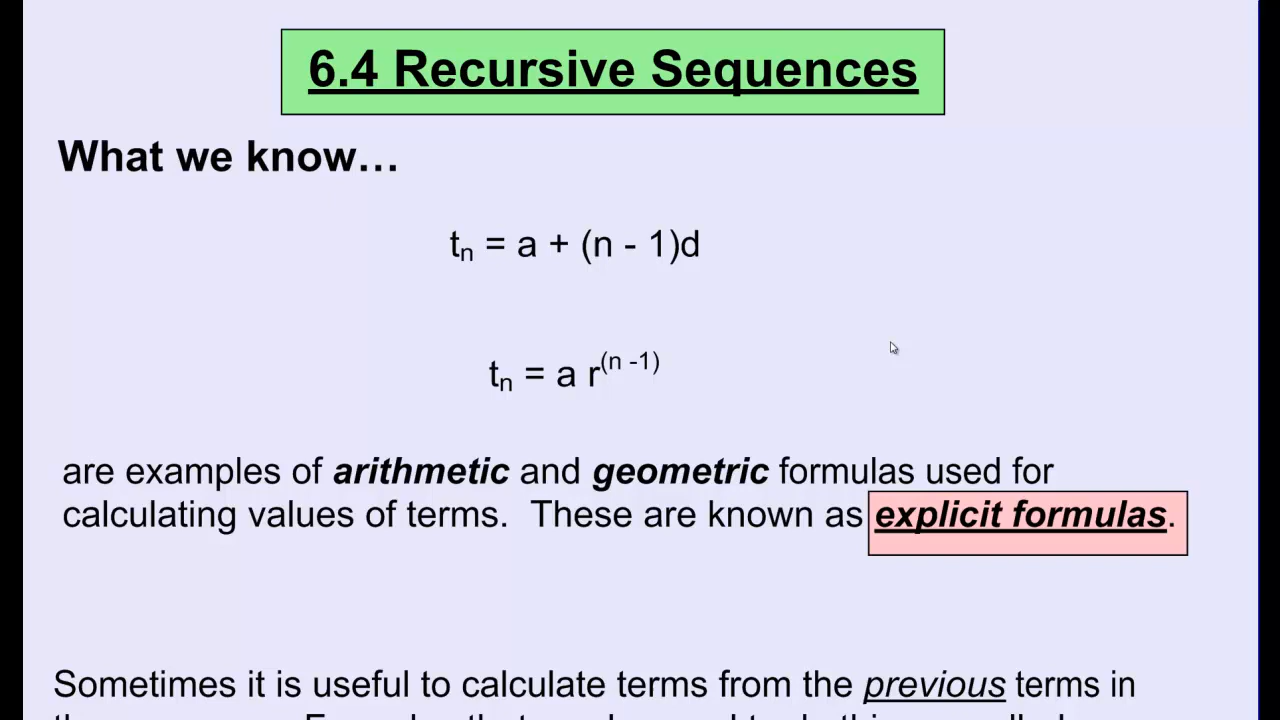 6.4 Recursive Sequences
What we know…
tn = a + (n - 1)d
tn = a r(n -1)
are examples of arithmetic and geometric formulas used for
calculating values of terms. These are known as explicit formulas.
Sometimes it is useful to calculate terms from the previous terms in